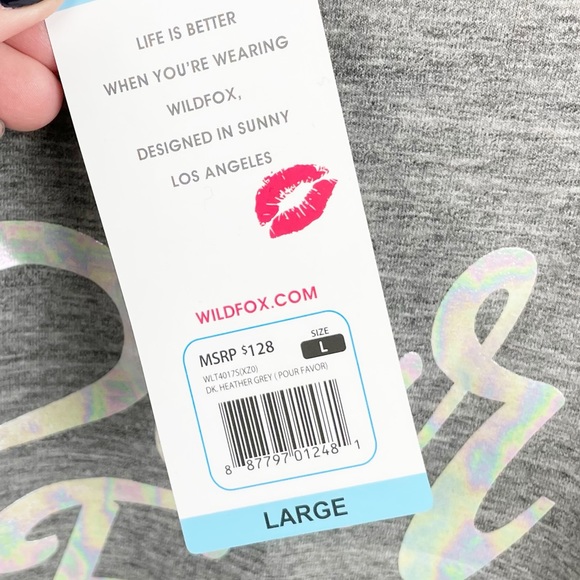 LIFE IS BETTER
WHEN YOU'RE WEARING
WILDFOX,
DESIGNED IN SUNNY
LOS ANGELES
WILDFOX.COM
MSRP $128
SIZE
L
WLT40175(XZ0)
DK. HEATHER GREY ( POUR FAVOR)
8 87797 01248 1
LARGE